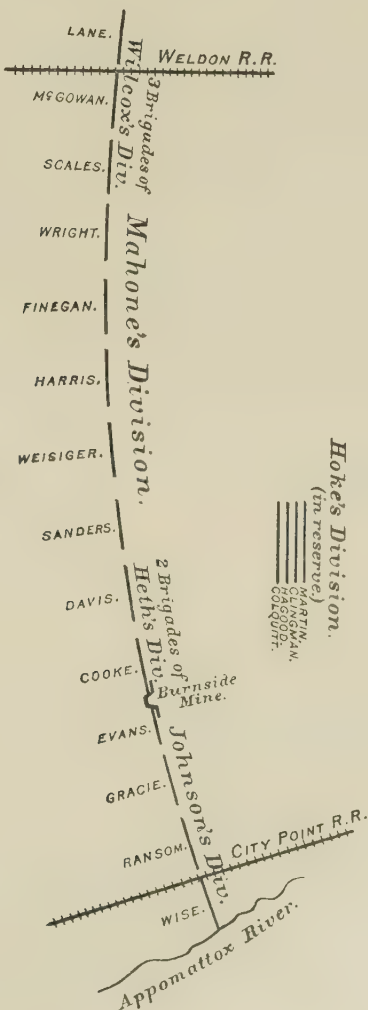 LANE.
WELDON R.R.
McGOWAN.
3 Brigades of
Wilcox's Div.
SCALES.
WRIGHT.
Mahone's Division.
FINEGAN.
HARRIS.
WEISIGER.
SANDERS.
Hoke's Division.
(in reserve.)
MARTIN.
CLINGMAN.
HAGOOD.
COLQUITT.
DAVIS.
2 Brigades of
Heth's Div.
COOKE.
Burnside
Mine.
EVANS.
Johnson's Div.
GRACIE.
RANSOM.
CITY POINT R.R.
WISE.
Appomattox River.